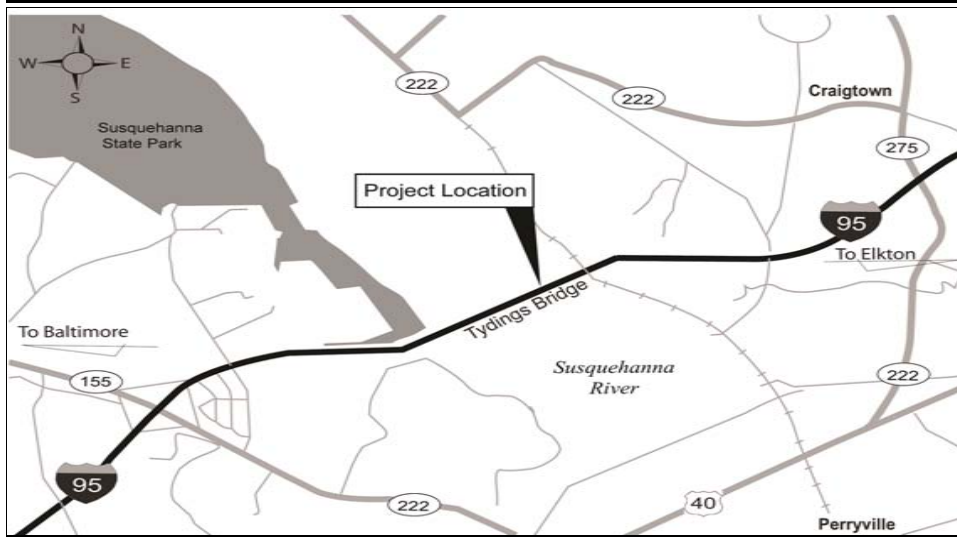 N
W E
S
222
222
Craigtown
Susquehanna
State Park
275
Project Location
95
To Elkton
Tydings Bridge
To Baltimore
Susquehanna
River
155
222
95
222
40
Perryville